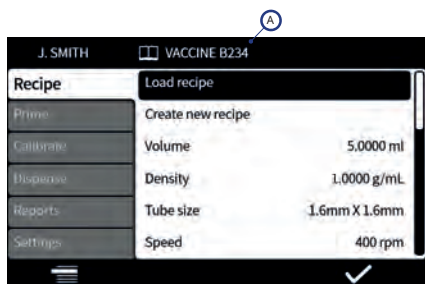 A
J. SMITH VACCINE B234
Recipe Load recipe
Prime Create new recipe
Calibrate Volume 5.0000 ml
Dispense Density 1.0000 g/mL
Reports Tube size 1.6mm X 1.6mm
Settings Speed 400 rpm